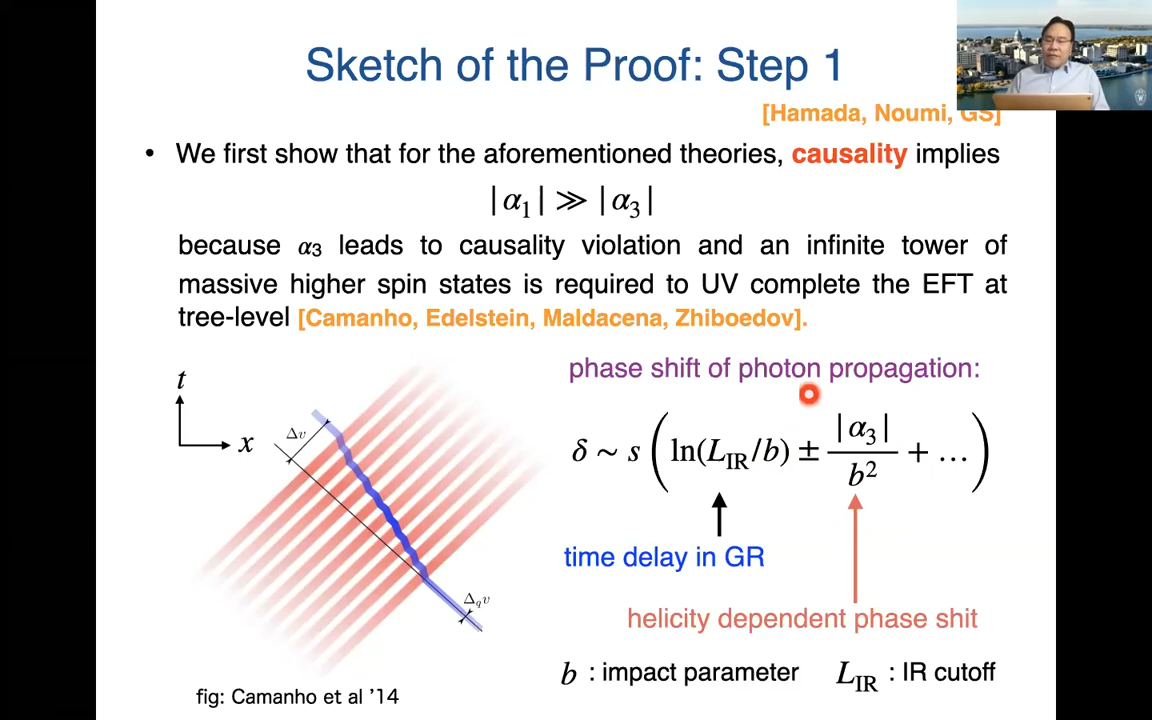 Sketch of the Proof: Step 1
[Hamada, Noumi, GS]
• We first show that for the aforementioned theories, causality implies
|α₁| ≫ |α₃|
because α₃ leads to causality violation and an infinite tower of
massive higher spin states is required to UV complete the EFT at
tree-level [Camanho, Edelstein, Maldacena, Zhiboedov].
t
x
Δv
Δ_q v
fig: Camanho et al '14
phase shift of photon propagation:
δ ~ s ( ln(L_IR/b) ± |α₃|/b² + … )
time delay in GR
helicity dependent phase shit
b : impact parameter L_IR : IR cutoff